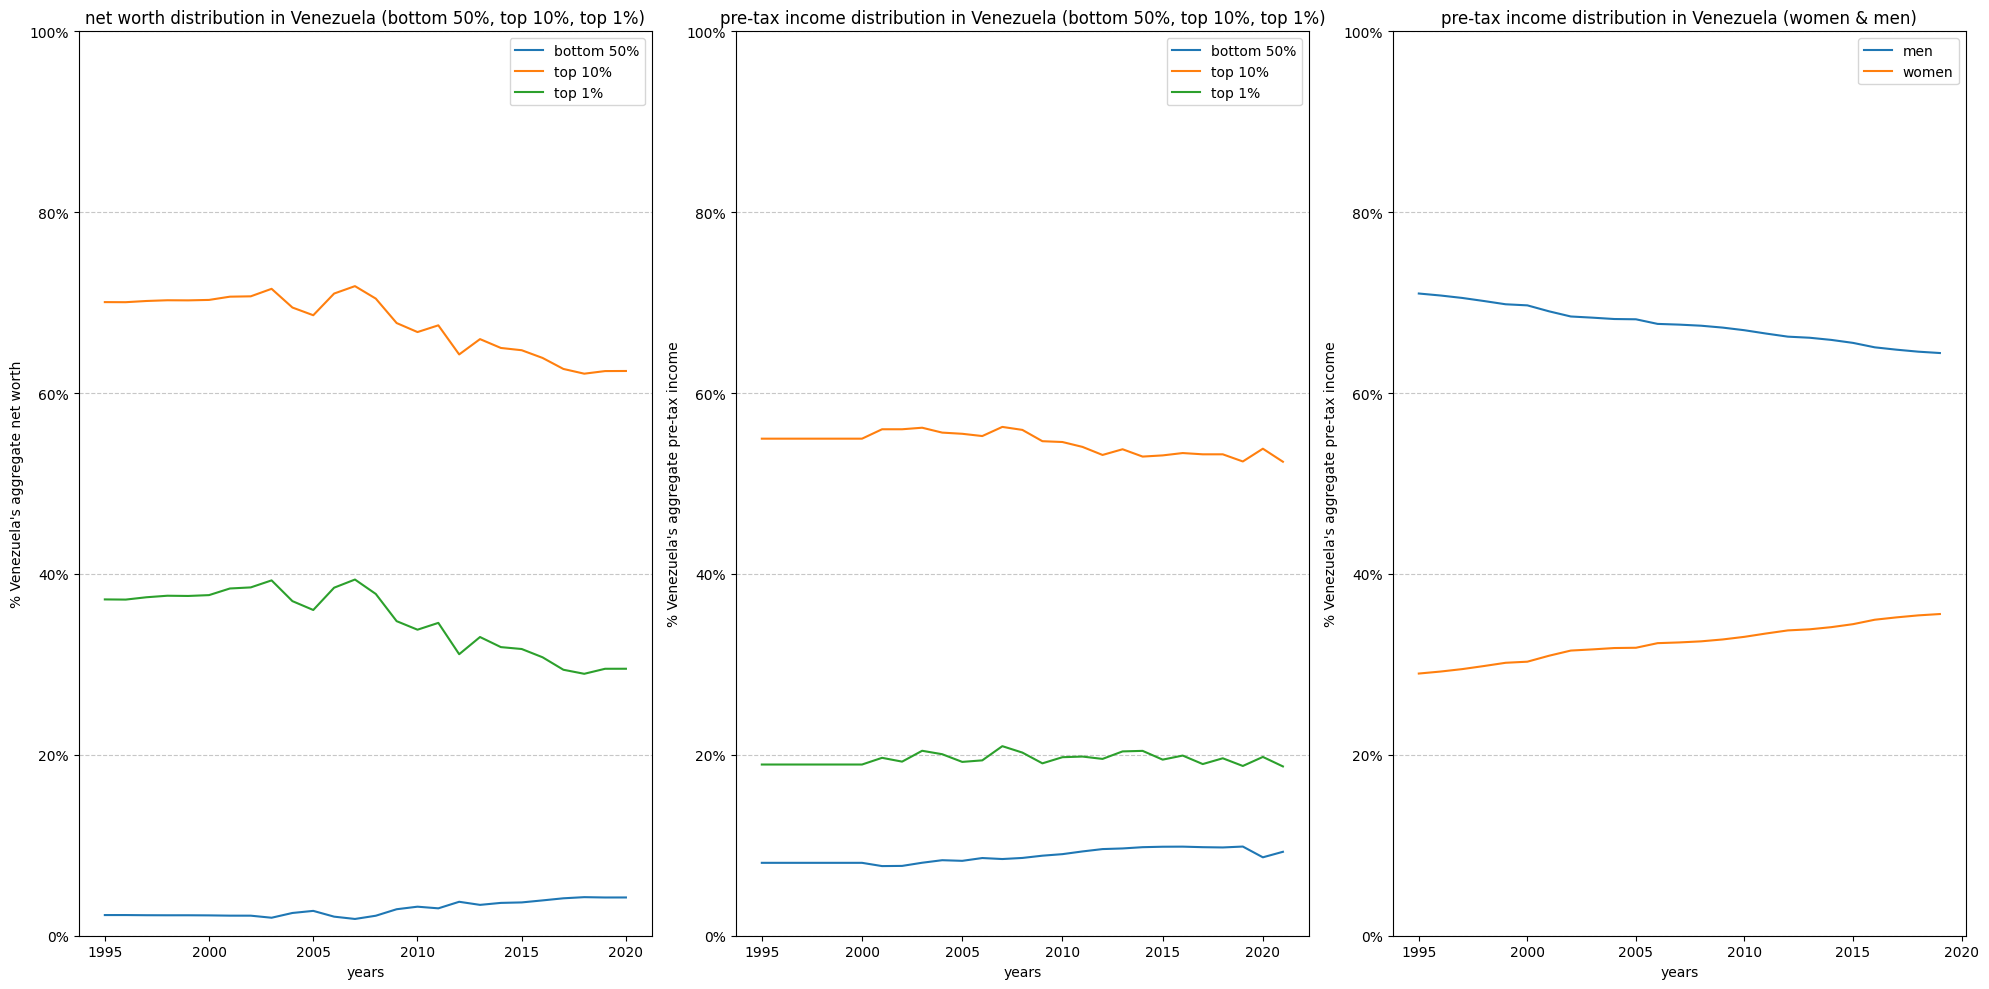 net worth distribution in Venezuela (bottom 50%, top 10%, top 1%)
100%
80%
60%
40%
20%
0%
% Venezuela's aggregate net worth
bottom 50%
top 10%
top 1%
1995
2000
2005
2010
2015
2020
years
pre-tax income distribution in Venezuela (bottom 50%, top 10%, top 1%)
100%
80%
60%
40%
20%
0%
% Venezuela's aggregate pre-tax income
bottom 50%
top 10%
top 1%
1995
2000
2005
2010
2015
2020
years
pre-tax income distribution in Venezuela (women & men)
100%
80%
60%
40%
20%
0%
% Venezuela's aggregate pre-tax income
men
women
1995
2000
2005
2010
2015
2020
years